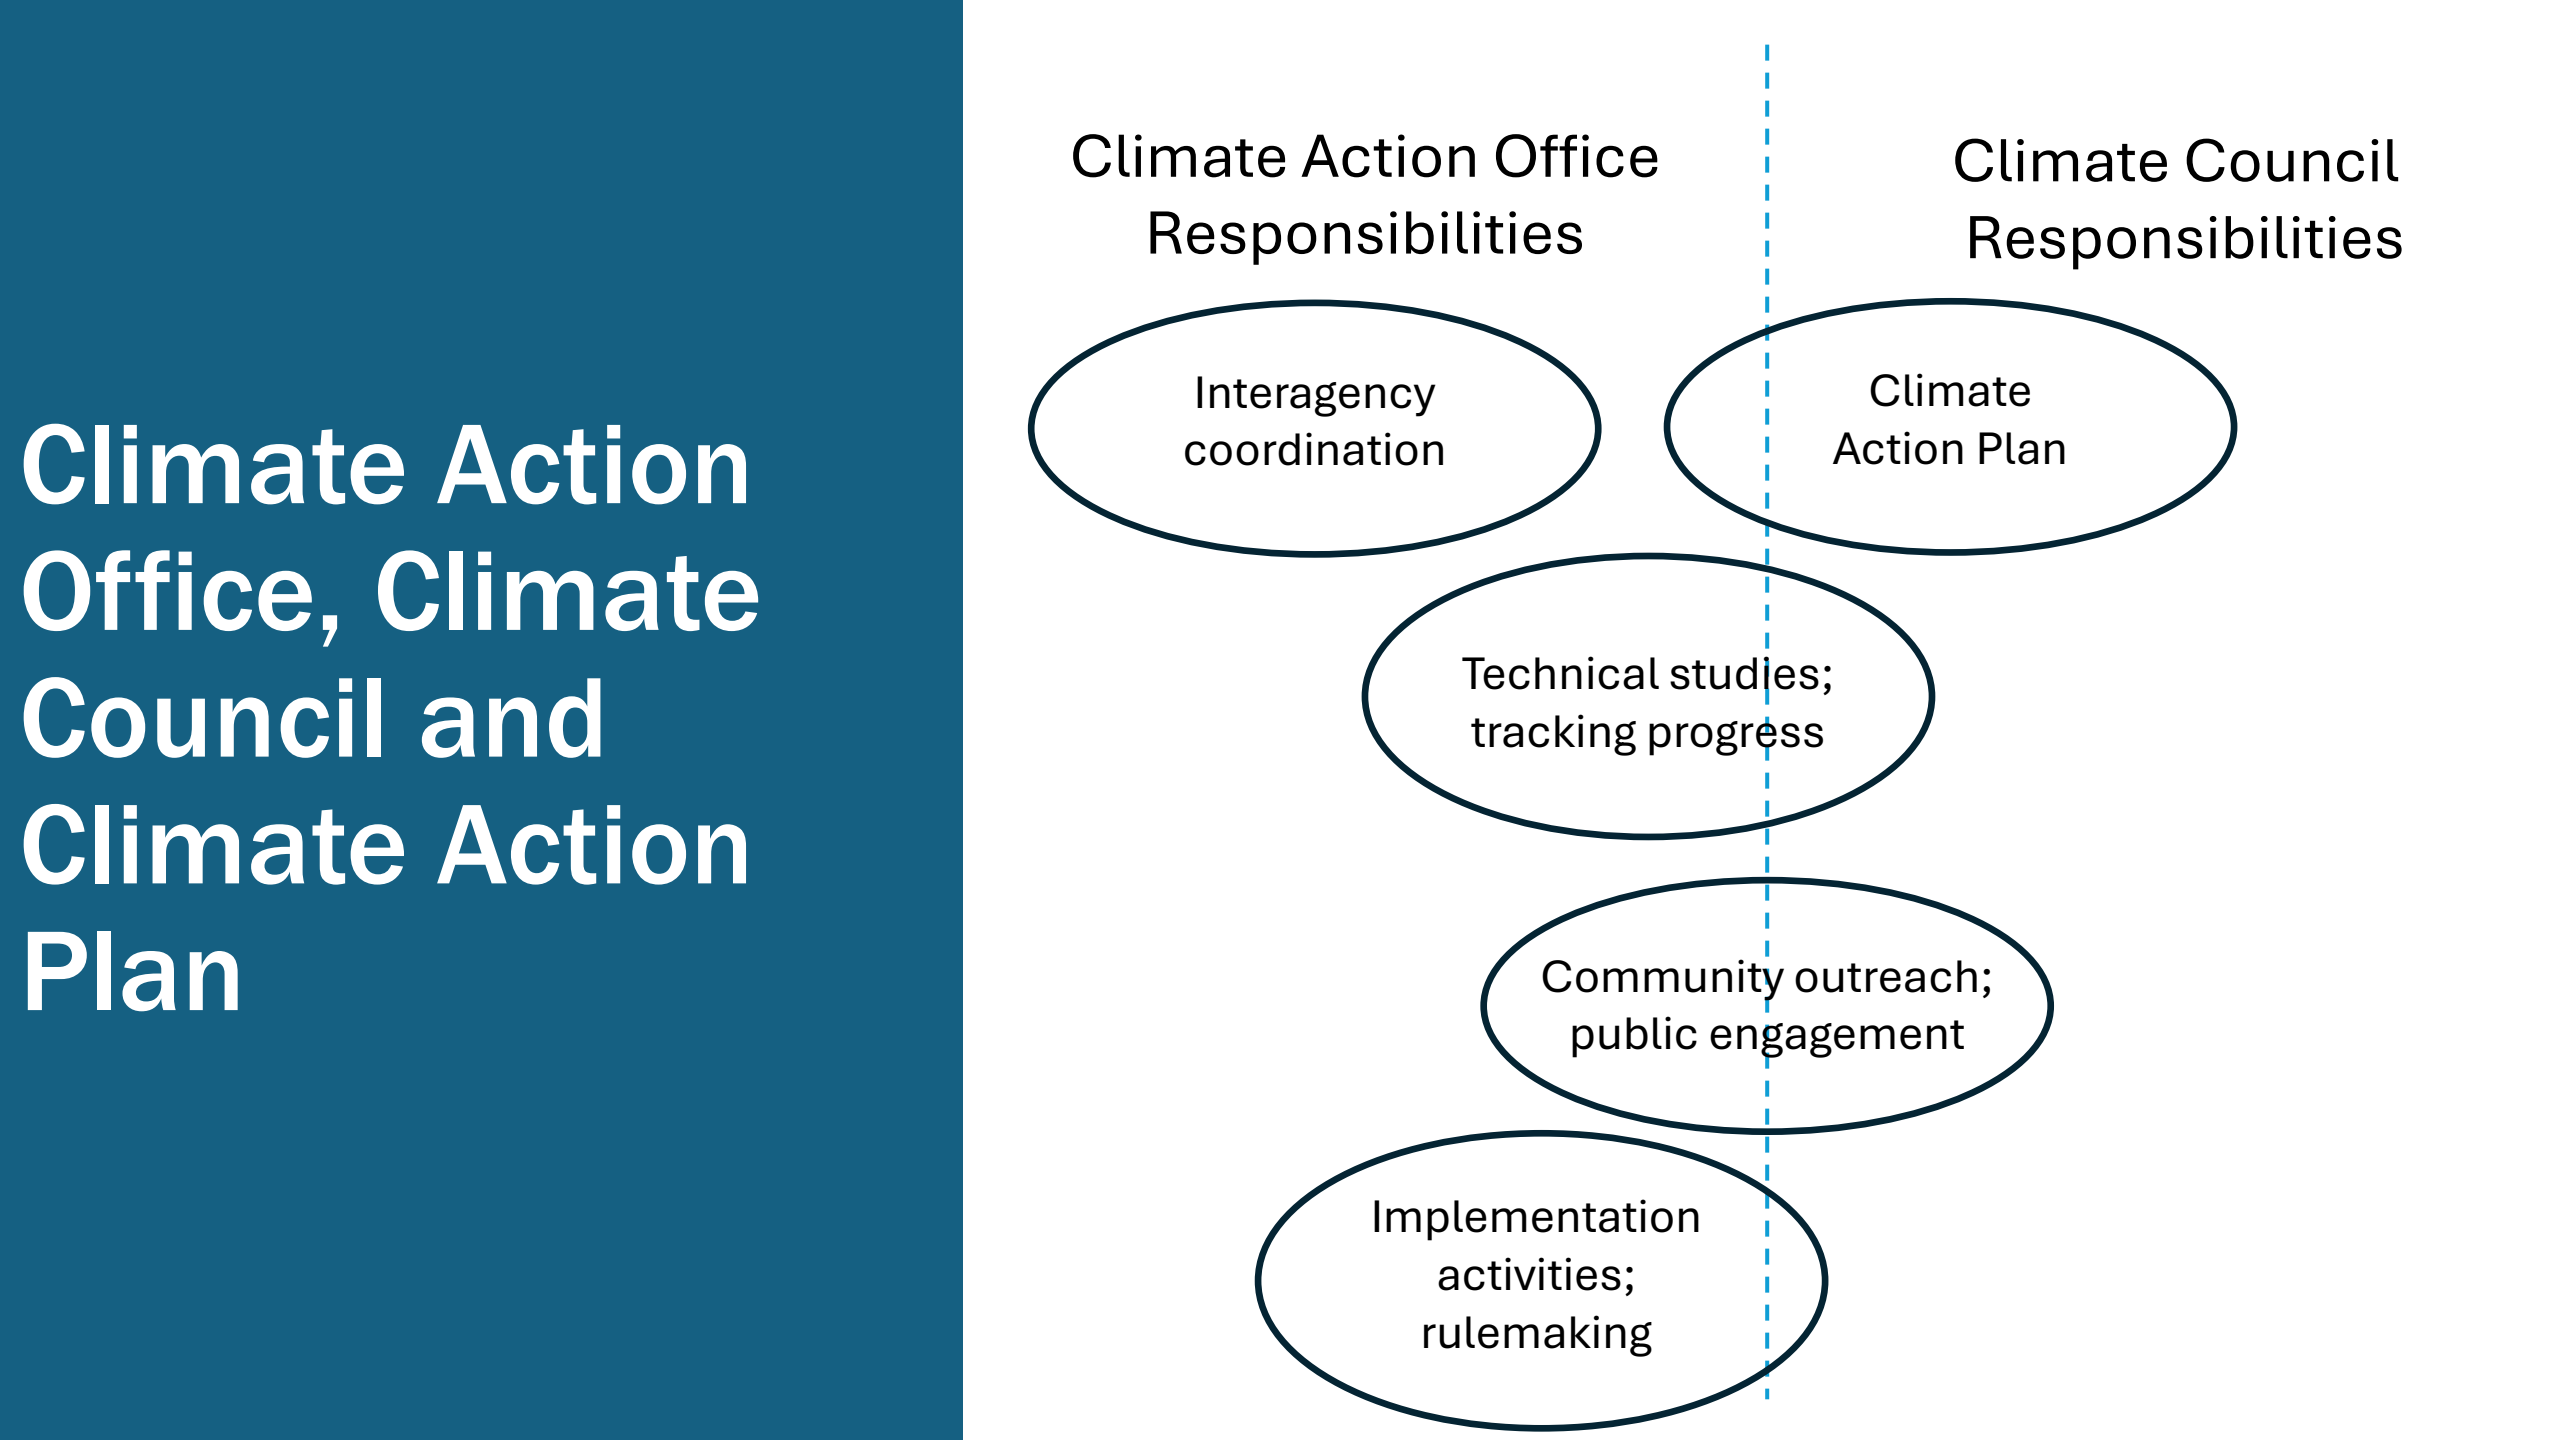 Climate Action
Office, Climate
Council and
Climate Action
Plan
Climate Action Office
Responsibilities
Climate Council
Responsibilities
Interagency
coordination
Climate
Action Plan
Technical studies;
tracking progress
Community outreach;
public engagement
Implementation
activities;
rulemaking